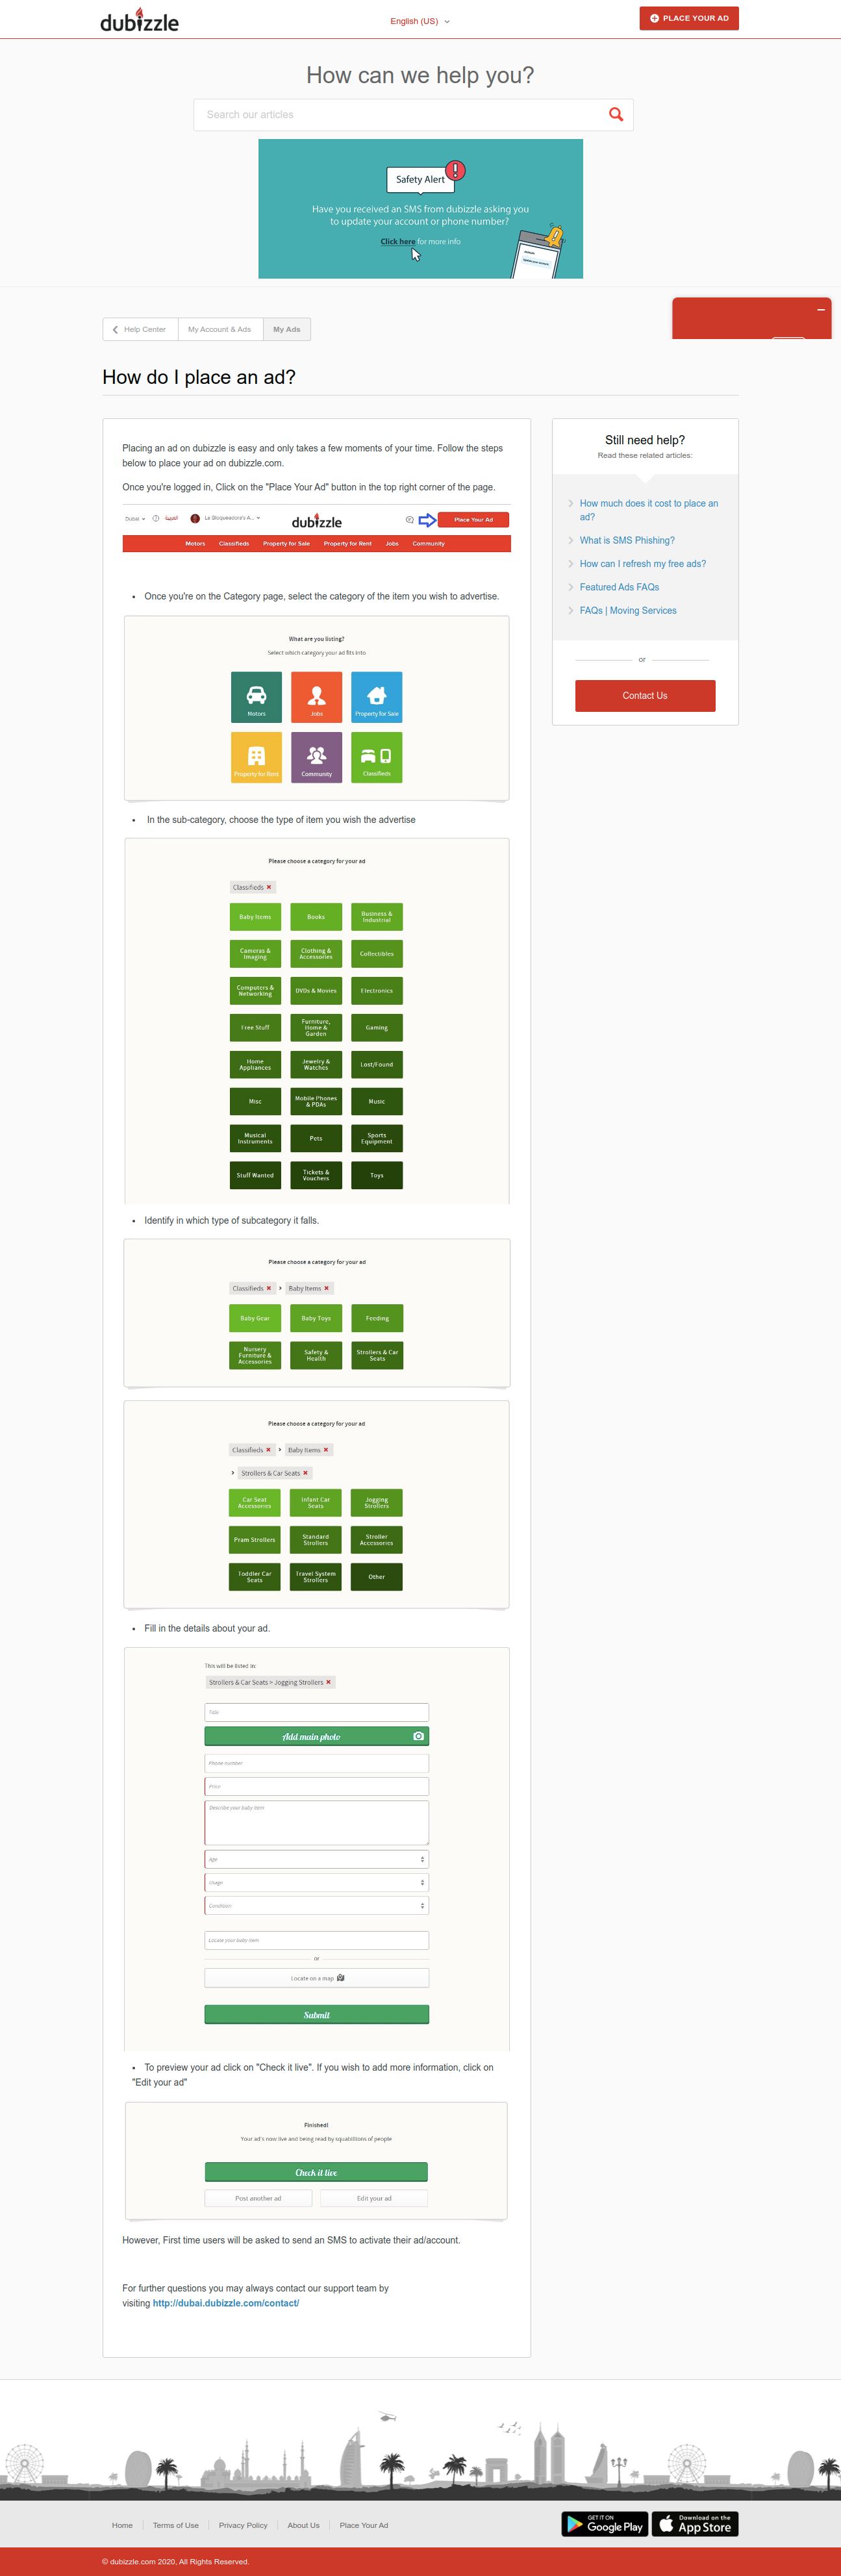 dubizzle
English (US)
PLACE YOUR AD
How can we help you?
Search our articles
Safety Alert
Have you received an SMS from dubizzle asking you
to update your account or phone number?
Click here for more info
Help Center
My Account & Ads
My Ads
How do I place an ad?
Placing an ad on dubizzle is easy and only takes a few moments of your time. Follow the steps
below to place your ad on dubizzle.com.
Once you're logged in, Click on the "Place Your Ad" button in the top right corner of the page.
Dubai
العربية
La Bloqueadora's A...
dubizzle
Place Your Ad
Motors Classifieds Property for Sale Property for Rent Jobs Community
• Once you're on the Category page, select the category of the item you wish to advertise.
What are you listing?
Select which category your ad fits into
Motors Jobs Property for Sale
Property for Rent Community Classifieds
• In the sub-category, choose the type of item you wish the advertise
Please choose a category for your ad
Classifieds ×
Baby Items
Books
Business &
Industrial
Cameras &
Imaging
Clothing &
Accessories
Collectibles
Computers &
Networking
DVDs & Movies
Electronics
Free Stuff
Furniture,
Home &
Garden
Gaming
Home
Appliances
Jewelry &
Watches
Lost/Found
Misc
Mobile Phones
& PDAs
Music
Musical
Instruments
Pets
Sports
Equipment
Stuff Wanted
Tickets &
Vouchers
Toys
• Identify in which type of subcategory it falls.
Please choose a category for your ad
Classifieds × > Baby Items ×
Baby Gear
Baby Toys
Feeding
Nursery
Furniture &
Accessories
Safety &
Health
Strollers & Car
Seats
Please choose a category for your ad
Classifieds × > Baby Items ×
> Strollers & Car Seats ×
Car Seat
Accessories
Infant Car
Seats
Jogging
Strollers
Pram Strollers
Standard
Strollers
Stroller
Accessories
Toddler Car
Seats
Travel System
Strollers
Other
• Fill in the details about your ad.
This will be listed in:
Strollers & Car Seats > Jogging Strollers ×
Title
Add main photo
Phone number
Price
Describe your baby item
Age
Usage
Condition
Locate your baby item
or
Locate on a map
Submit
• To preview your ad click on "Check it live". If you wish to add more information, click on
"Edit your ad"
Finished!
Your ad's now live and being read by squatillions of people
Check it live
Post another ad
Edit your ad
However, First time users will be asked to send an SMS to activate their ad/account.
For further questions you may always contact our support team by
visiting http://dubai.dubizzle.com/contact/
Still need help?
Read these related articles:
How much does it cost to place an
ad?
What is SMS Phishing?
How can I refresh my free ads?
Featured Ads FAQs
FAQs | Moving Services
or
Contact Us
Home
Terms of Use
Privacy Policy
About Us
Place Your Ad
GET IT ON
Google Play
Download on the
App Store
© dubizzle.com 2020, All Rights Reserved.